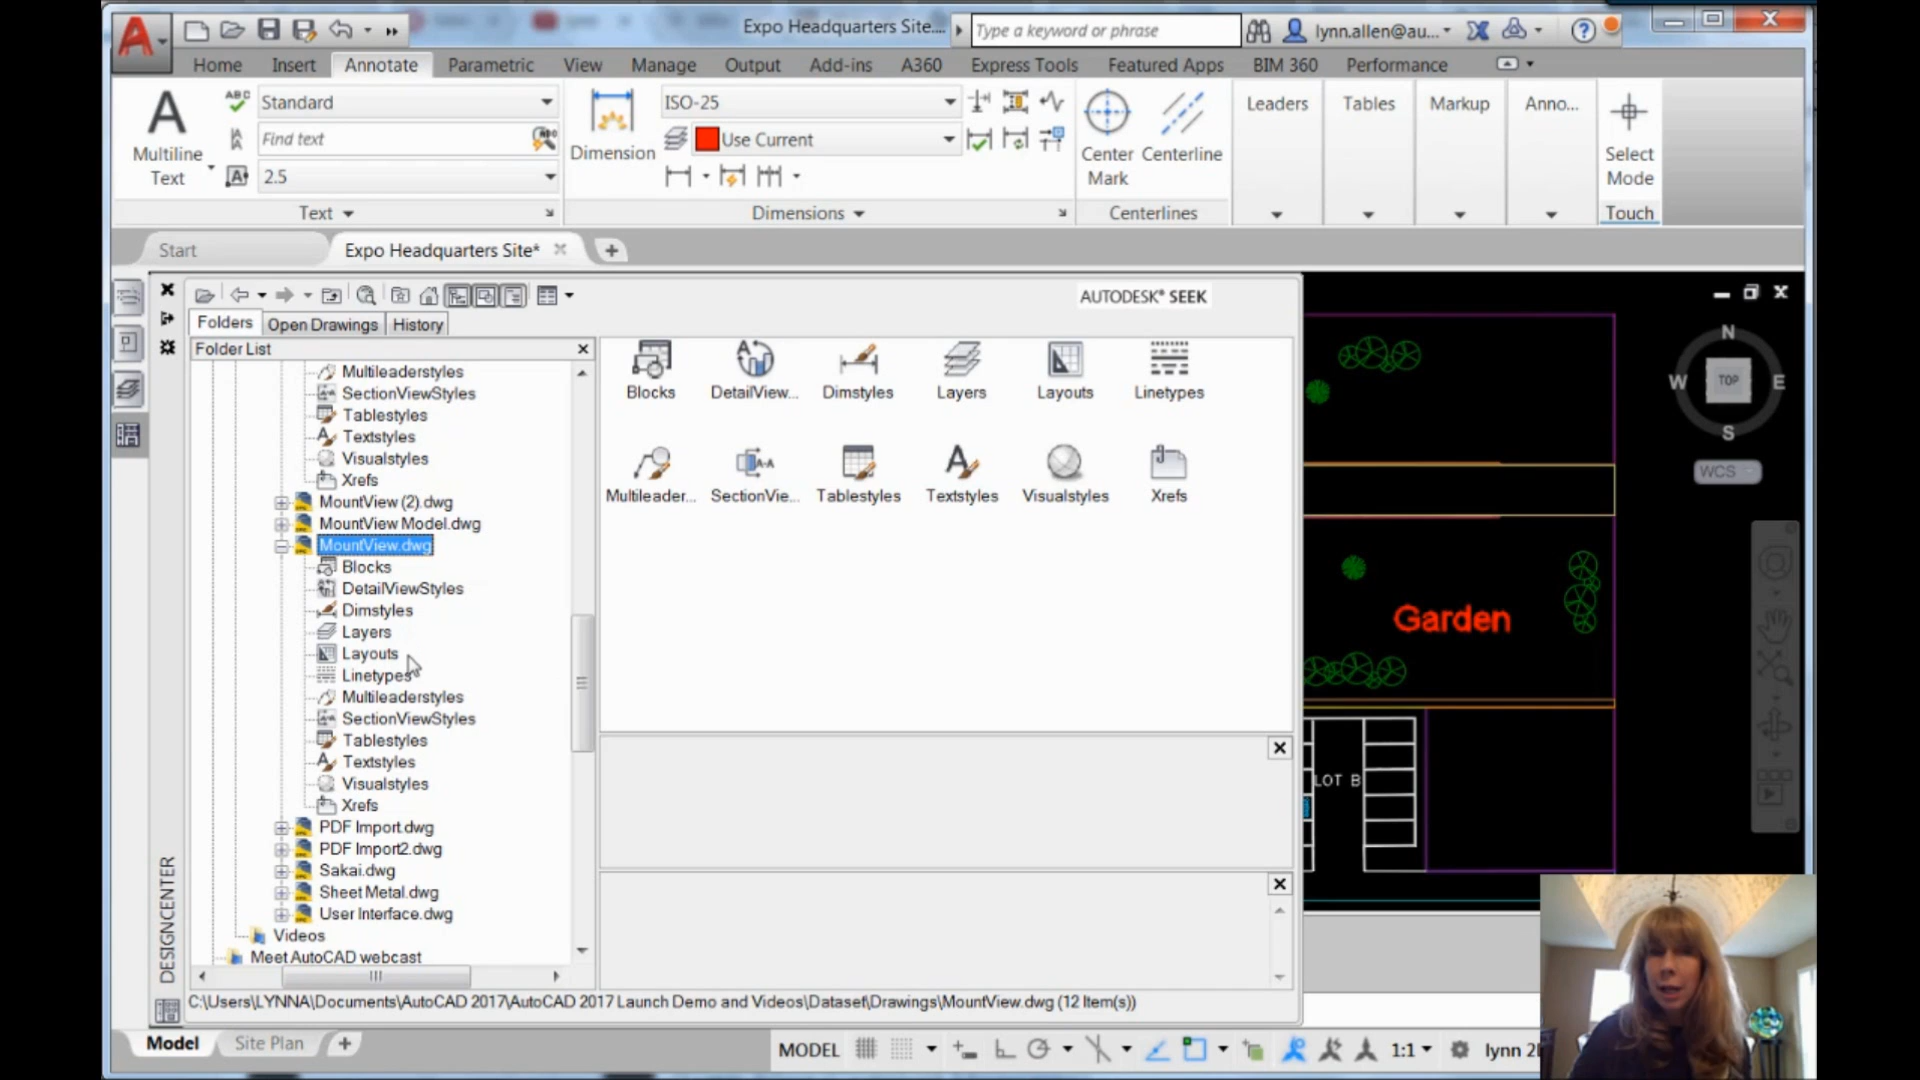 Expo Headquarters Site....
Type a keyword or phrase
lynn.allen@au...
Home Insert Annotate Parametric View Manage Output Add-ins A360 Express Tools Featured Apps BIM 360 Performance
Standard
ISO-25
Leaders
Tables
Markup
Anno...
Find text
Use Current
Multiline
Text
2.5
Dimension
Center
Mark
Centerline
Select
Mode
Text
Dimensions
Centerlines
Touch
Start
Expo Headquarters Site*
AUTODESK® SEEK
Folders
Open Drawings
History
Folder List
Multileaderstyles
SectionViewStyles
Tablestyles
Textstyles
Visualstyles
Xrefs
MountView (2).dwg
MountView Model.dwg
MountView.dwg
Blocks
DetailViewStyles
Dimstyles
Layers
Layouts
Linetypes
Multileaderstyles
SectionViewStyles
Tablestyles
Textstyles
Visualstyles
Xrefs
PDF Import.dwg
PDF Import2.dwg
Sakai.dwg
Sheet Metal.dwg
User Interface.dwg
Videos
Meet AutoCAD webcast
Blocks DetailView... Dimstyles Layers Layouts Linetypes
Multileader... SectionVie... Tablestyles Textstyles Visualstyles Xrefs
DESIGNCENTER
C:\Users\LYNNA\Documents\AutoCAD 2017\AutoCAD 2017 Launch Demo and Videos\Dataset\Drawings\MountView.dwg (12 Item(s))
N
W
TOP
E
S
WCS
Garden
LOT B
Model
Site Plan
MODEL
1:1
lynn 2